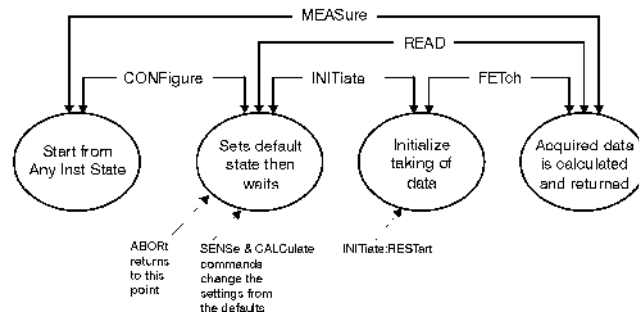 MEASure
READ
CONFigure
INITiate
FETch
Start from
Any Inst State
Sets default
state then
waits
Initialize
taking of
data
Acquired data
is calculated
and returned
ABORt
returns
to this
point
SENSe & CALCulate
commands
change the
settings from
the defaults
INITiate:RESTart